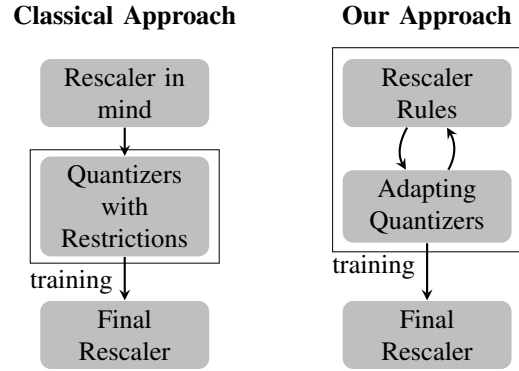 Classical Approach
Rescaler in
mind
Quantizers
with
Restrictions
training
Final
Rescaler
Our Approach
Rescaler
Rules
Adapting
Quantizers
training
Final
Rescaler